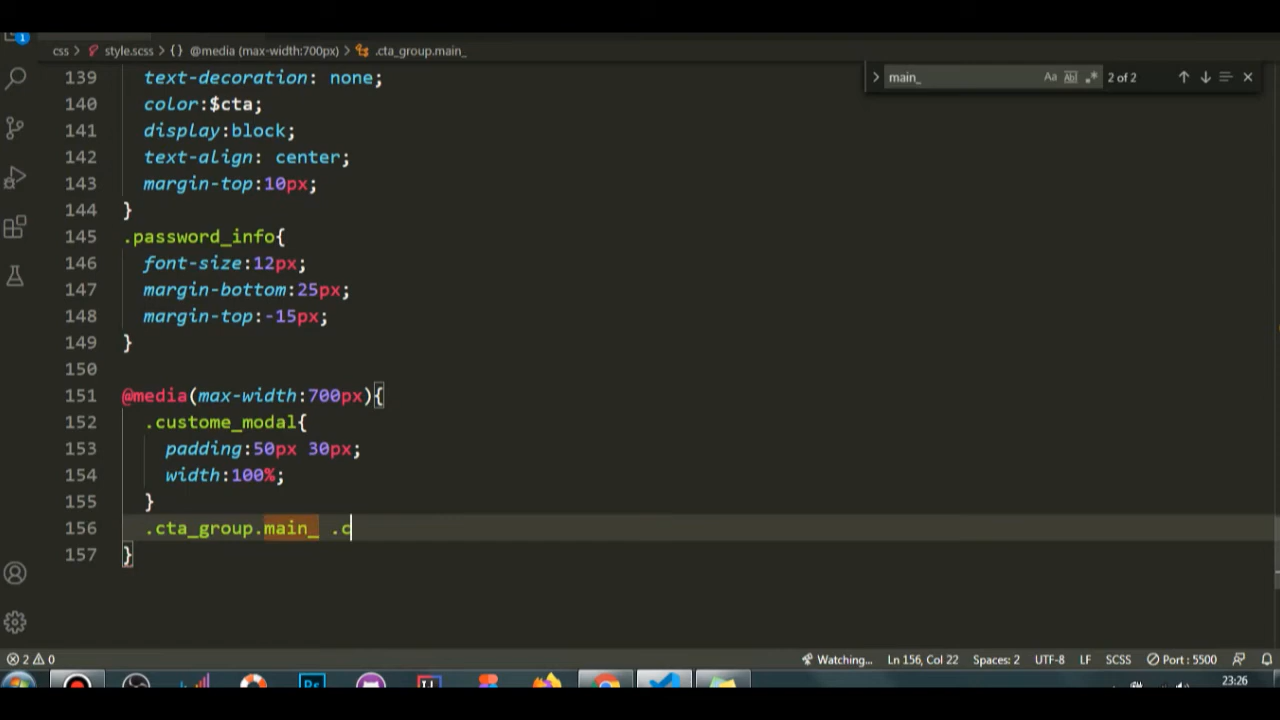 1
css > style.scss > {} @media (max-width:700px) > .cta_group.main_
main_
Aa
Ab
.*
2 of 2
139 text-decoration: none;
140 color:$cta;
141 display:block;
142 text-align: center;
143 margin-top:10px;
144 }
145 .password_info{
146 font-size:12px;
147 margin-bottom:25px;
148 margin-top:-15px;
149 }
150
151 @media(max-width:700px){
152 .custome_modal{
153 padding:50px 30px;
154 width:100%;
155 }
156 .cta_group.main_ .c
157 }
2 0
Watching...
Ln 156, Col 22
Spaces: 2
UTF-8
LF
SCSS
Port : 5500
Ps
23:26